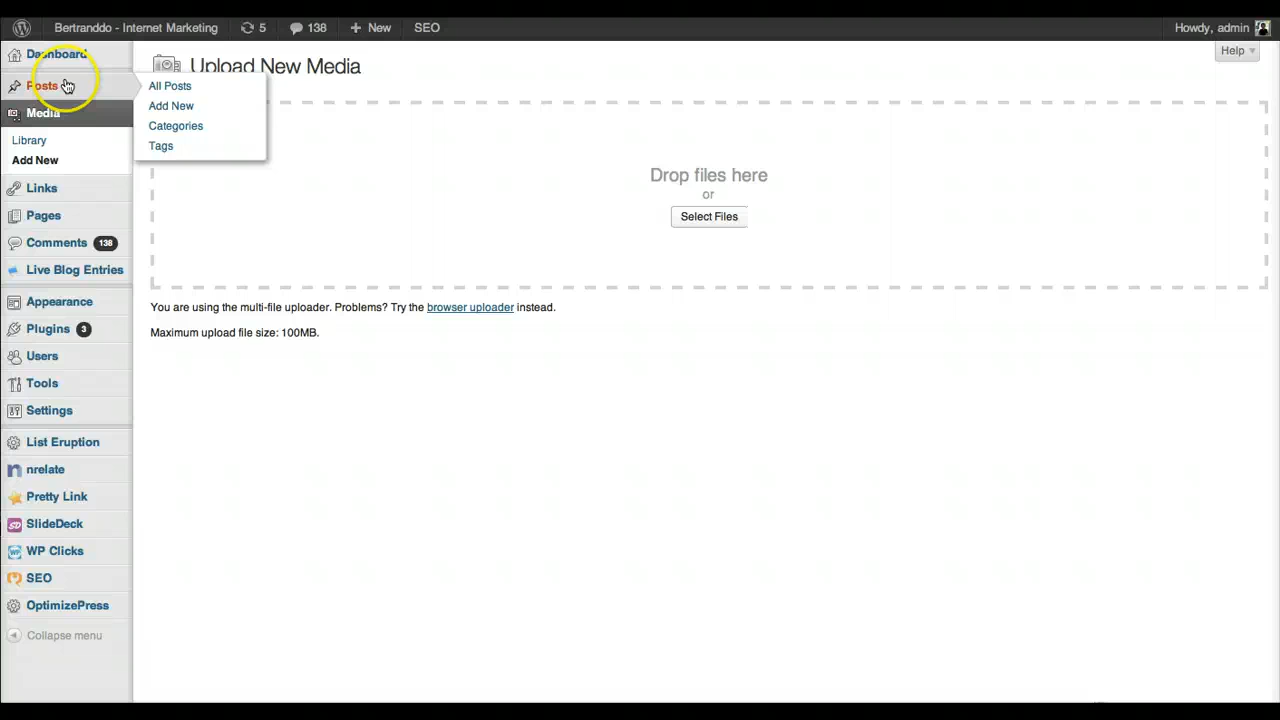 Bertranddo - Internet Marketing 5 138 + New SEO Howdy, admin
Dashboard
Help
Upload New Media
Posts
All Posts
Add New
Categories
Tags
Media
Library
Add New
Links
Pages
Comments 138
Live Blog Entries
Appearance
Plugins 3
Users
Tools
Settings
List Eruption
nrelate
Pretty Link
SlideDeck
WP Clicks
SEO
OptimizePress
Collapse menu
Drop files here
or
Select Files
You are using the multi-file uploader. Problems? Try the browser uploader instead.
Maximum upload file size: 100MB.